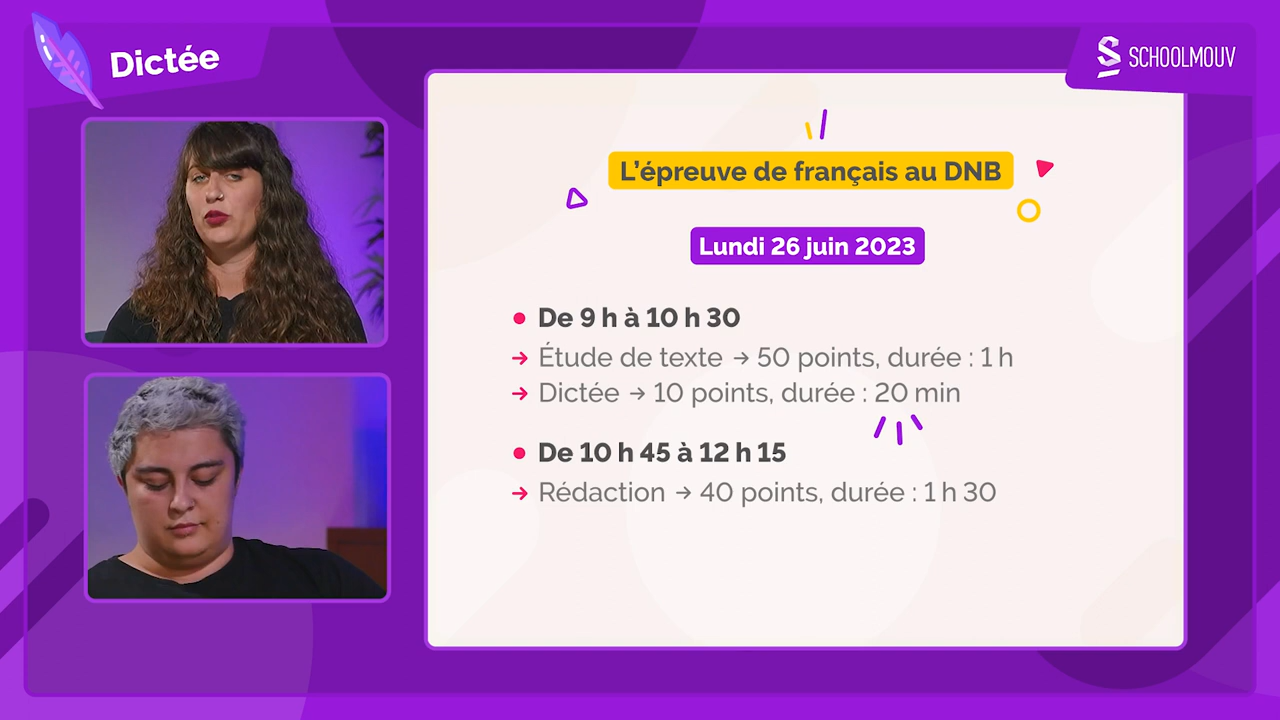 Dictée
SCHOOLMOUV
L'épreuve de français au DNB
Lundi 26 juin 2023
De 9 h à 10 h 30
→ Étude de texte → 50 points, durée : 1 h
→ Dictée → 10 points, durée : 20 min
De 10 h 45 à 12 h 15
→ Rédaction → 40 points, durée : 1 h 30